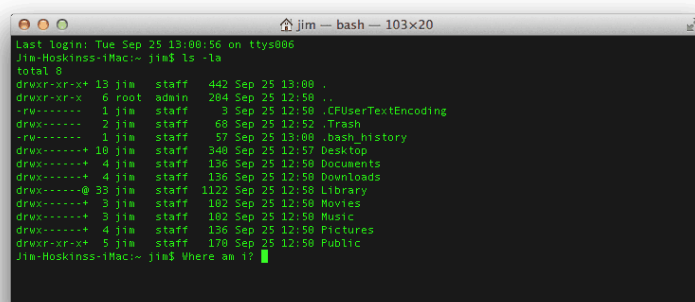 jim — bash — 103×20
Last login: Tue Sep 25 13:00:56 on ttys006
Jim-Hoskinss-iMac:~ jim$ ls -la
total 8
drwxr-xr-x+ 13 jim   staff   442 Sep 25 13:00 .
drwxr-xr-x   6 root  admin   204 Sep 25 12:50 ..
-rw-------   1 jim   staff     3 Sep 25 12:50 .CFUserTextEncoding
drwx------   2 jim   staff    68 Sep 25 12:52 .Trash
-rw-------   1 jim   staff    57 Sep 25 13:00 .bash_history
drwx------+ 10 jim   staff   340 Sep 25 12:57 Desktop
drwx------+  4 jim   staff   136 Sep 25 12:50 Documents
drwx------+  4 jim   staff   136 Sep 25 12:50 Downloads
drwx------@ 33 jim   staff  1122 Sep 25 12:58 Library
drwx------+  3 jim   staff   102 Sep 25 12:50 Movies
drwx------+  3 jim   staff   102 Sep 25 12:50 Music
drwx------+  4 jim   staff   136 Sep 25 12:50 Pictures
drwxr-xr-x+  5 jim   staff   170 Sep 25 12:50 Public
Jim-Hoskinss-iMac:~ jim$ Where am i?